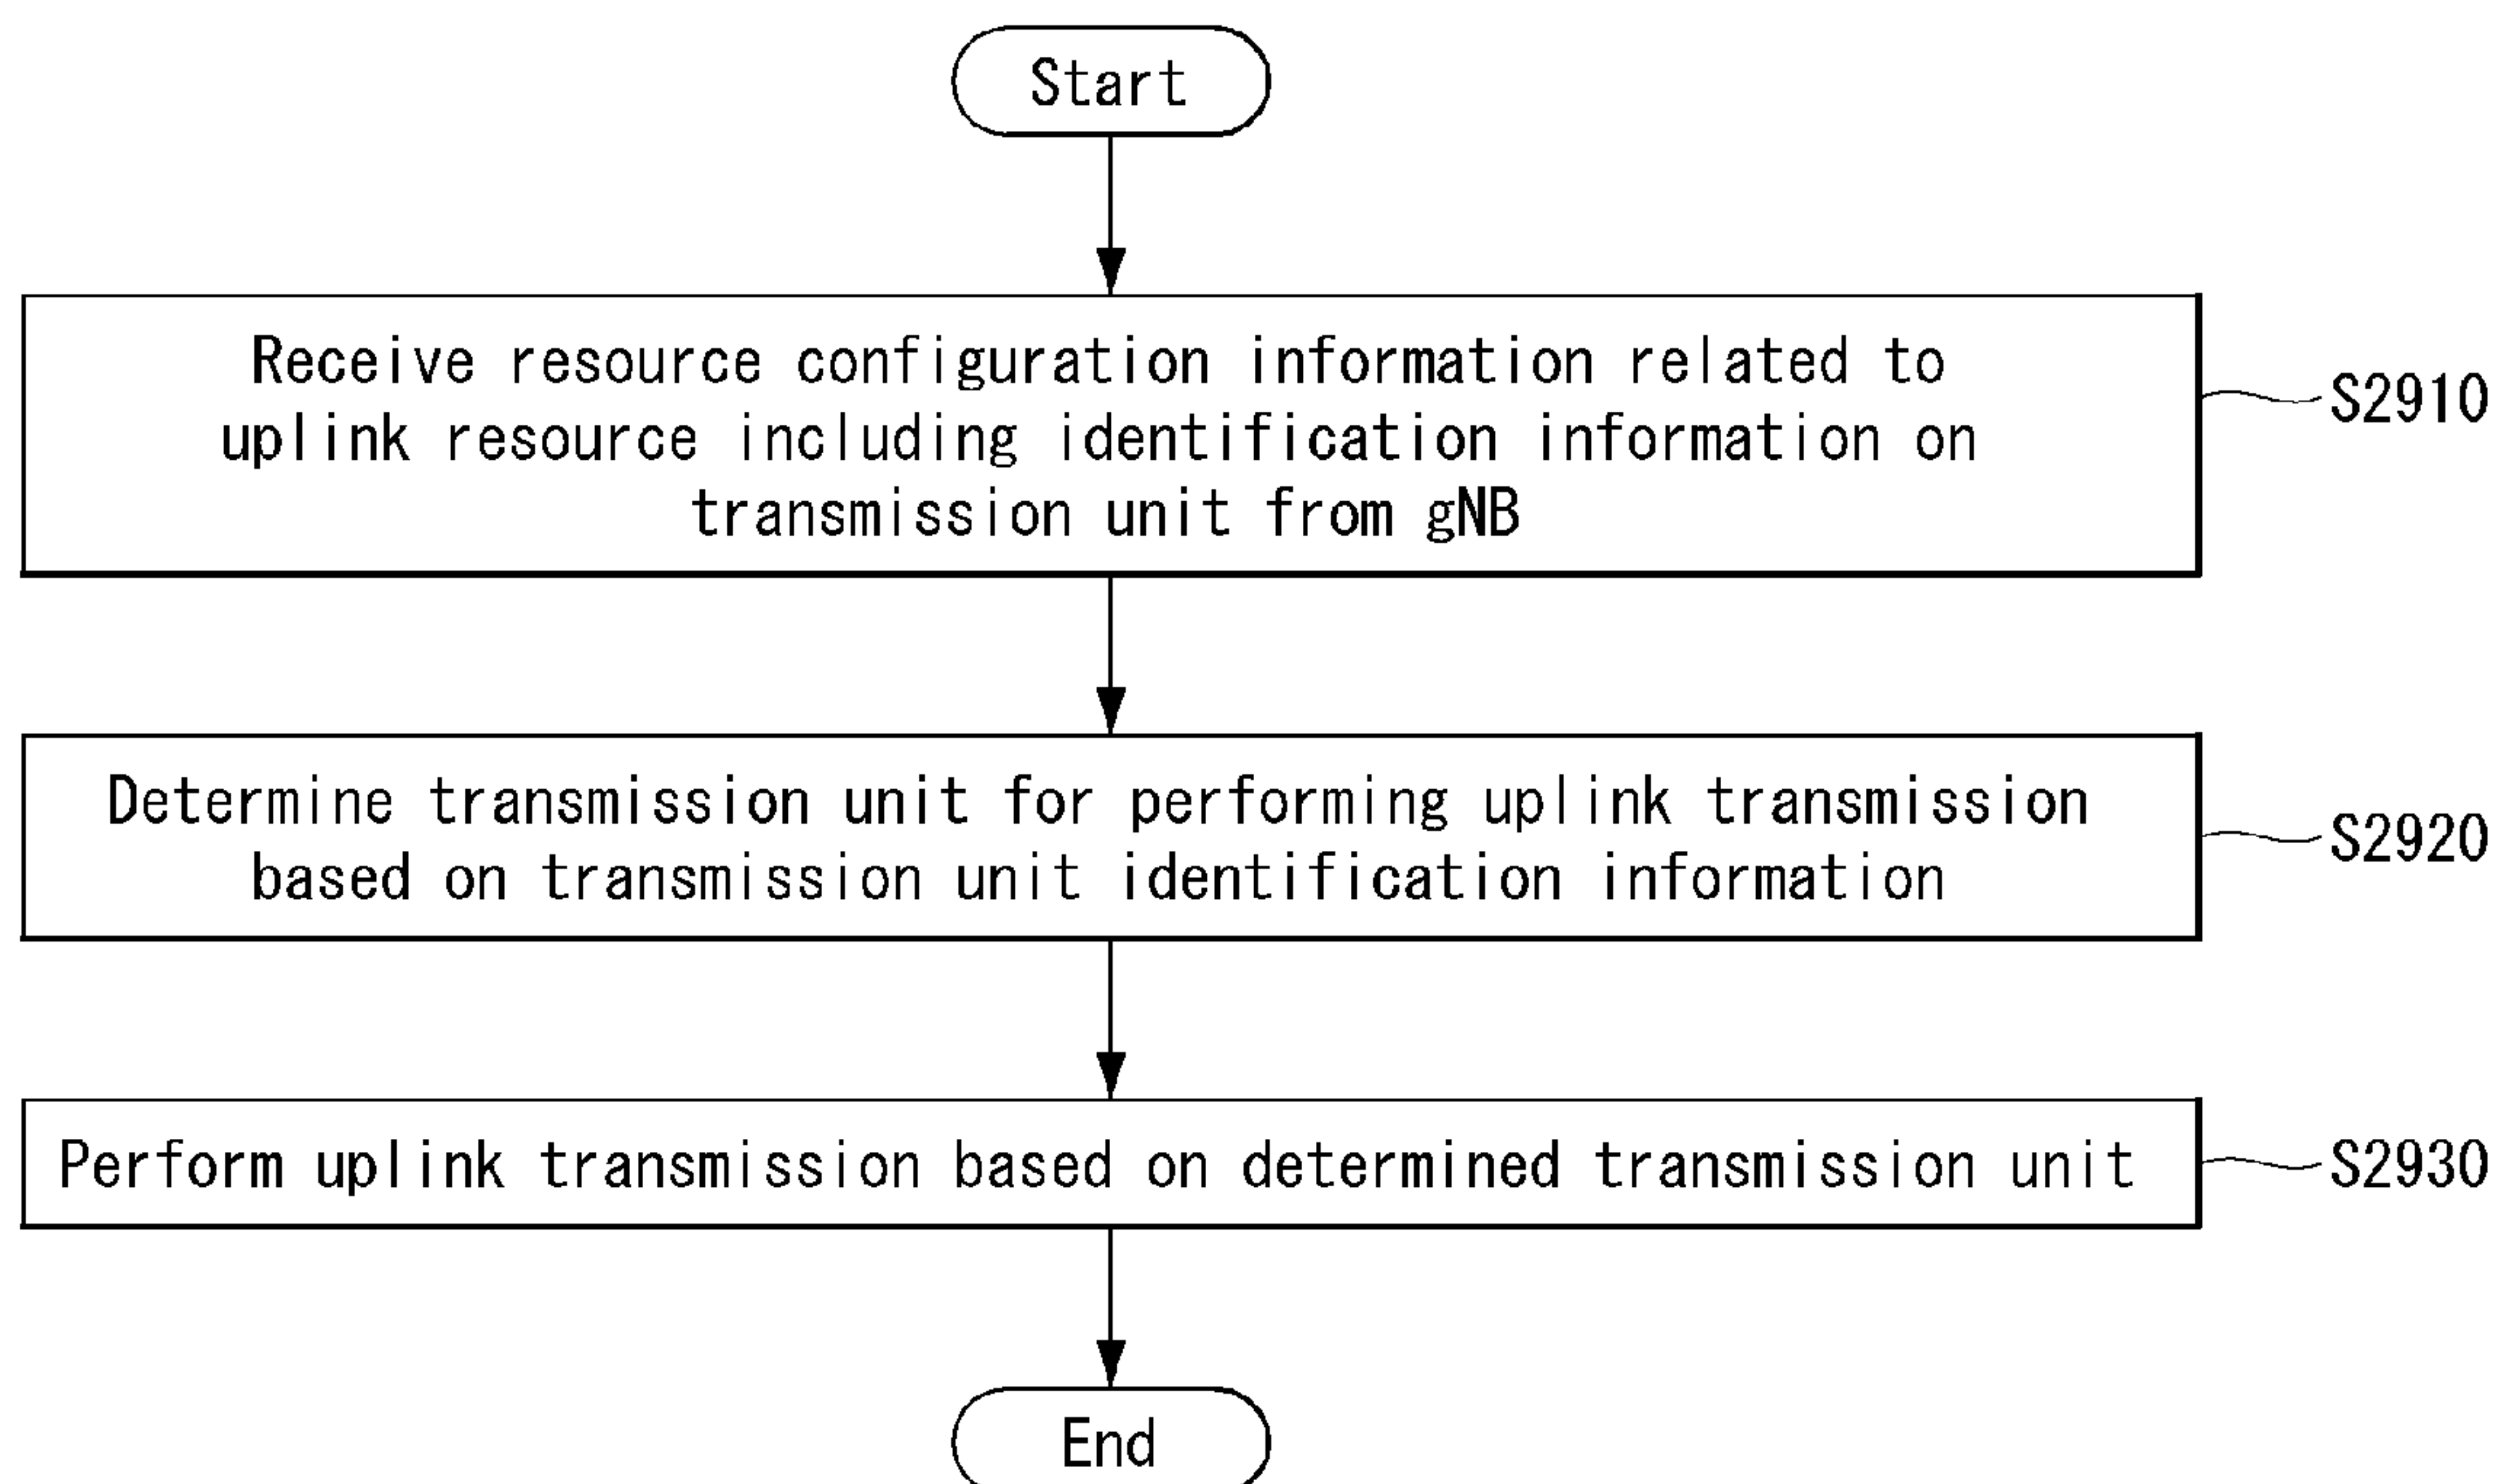 Start
Receive resource configuration information related to
uplink resource including identification information on
transmission unit from gNB
S2910
Determine transmission unit for performing uplink transmission
based on transmission unit identification information
S2920
Perform uplink transmission based on determined transmission unit
S2930
End